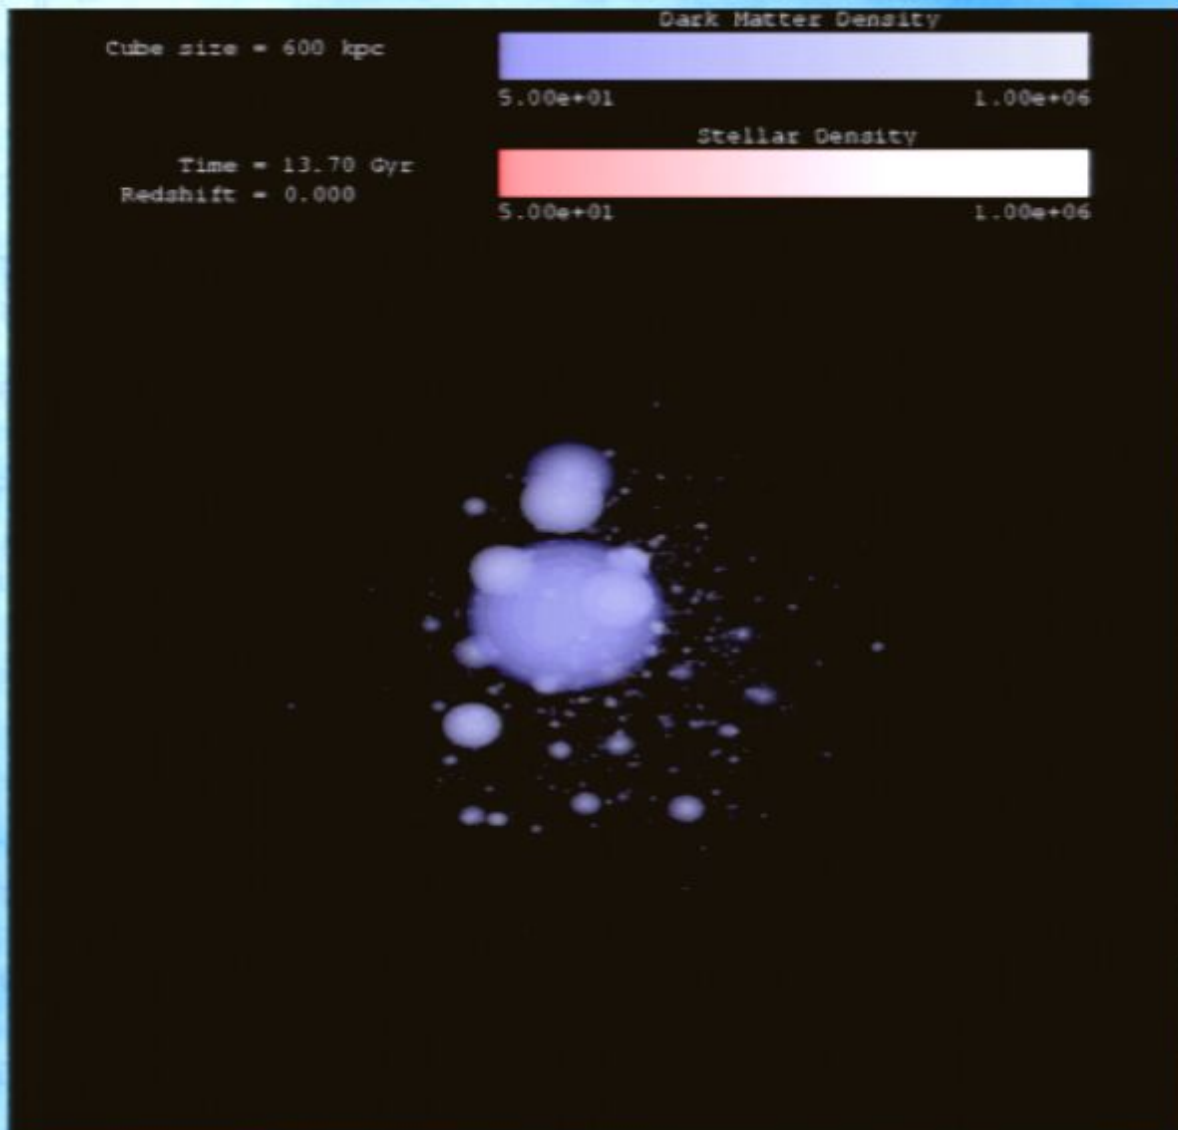 Dark Matter Density
Cube size = 600 kpc
5.00e+01 1.00e+06
Stellar Density
Time = 13.70 Gyr
Redshift = 0.000
5.00e+01 1.00e+06